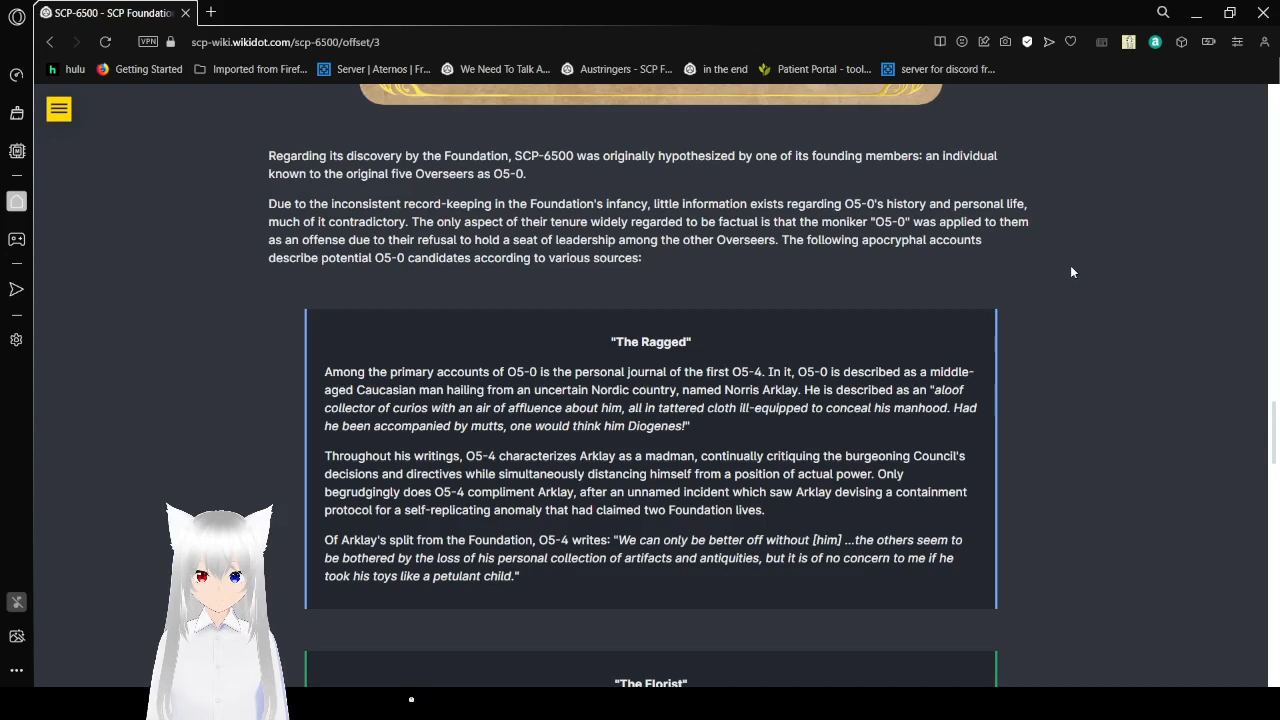 SCP-6500 - SCP Foundatio
VPN
scp-wiki.wikidot.com/scp-6500/offset/3
hulu
Getting Started
Imported from Firef...
Server | Aternos | Fr...
We Need To Talk A...
Austringers - SCP F...
in the end
Patient Portal - tool...
server for discord fr...
Regarding its discovery by the Foundation, SCP-6500 was originally hypothesized by one of its founding members: an individual
known to the original five Overseers as O5-0.
Due to the inconsistent record-keeping in the Foundation's infancy, little information exists regarding O5-0's history and personal life,
much of it contradictory. The only aspect of their tenure widely regarded to be factual is that the moniker "O5-0" was applied to them
as an offense due to their refusal to hold a seat of leadership among the other Overseers. The following apocryphal accounts
describe potential O5-0 candidates according to various sources:
"The Ragged"
Among the primary accounts of O5-0 is the personal journal of the first O5-4. In it, O5-0 is described as a middle-
aged Caucasian man hailing from an uncertain Nordic country, named Norris Arklay. He is described as an "aloof
collector of curios with an air of affluence about him, all in tattered cloth ill-equipped to conceal his manhood. Had
he been accompanied by mutts, one would think him Diogenes!"
Throughout his writings, O5-4 characterizes Arklay as a madman, continually critiquing the burgeoning Council's
decisions and directives while simultaneously distancing himself from a position of actual power. Only
begrudgingly does O5-4 compliment Arklay, after an unnamed incident which saw Arklay devising a containment
protocol for a self-replicating anomaly that had claimed two Foundation lives.
Of Arklay's split from the Foundation, O5-4 writes: "We can only be better off without [him] ...the others seem to
be bothered by the loss of his personal collection of artifacts and antiquities, but it is of no concern to me if he
took his toys like a petulant child."
"The Florist"